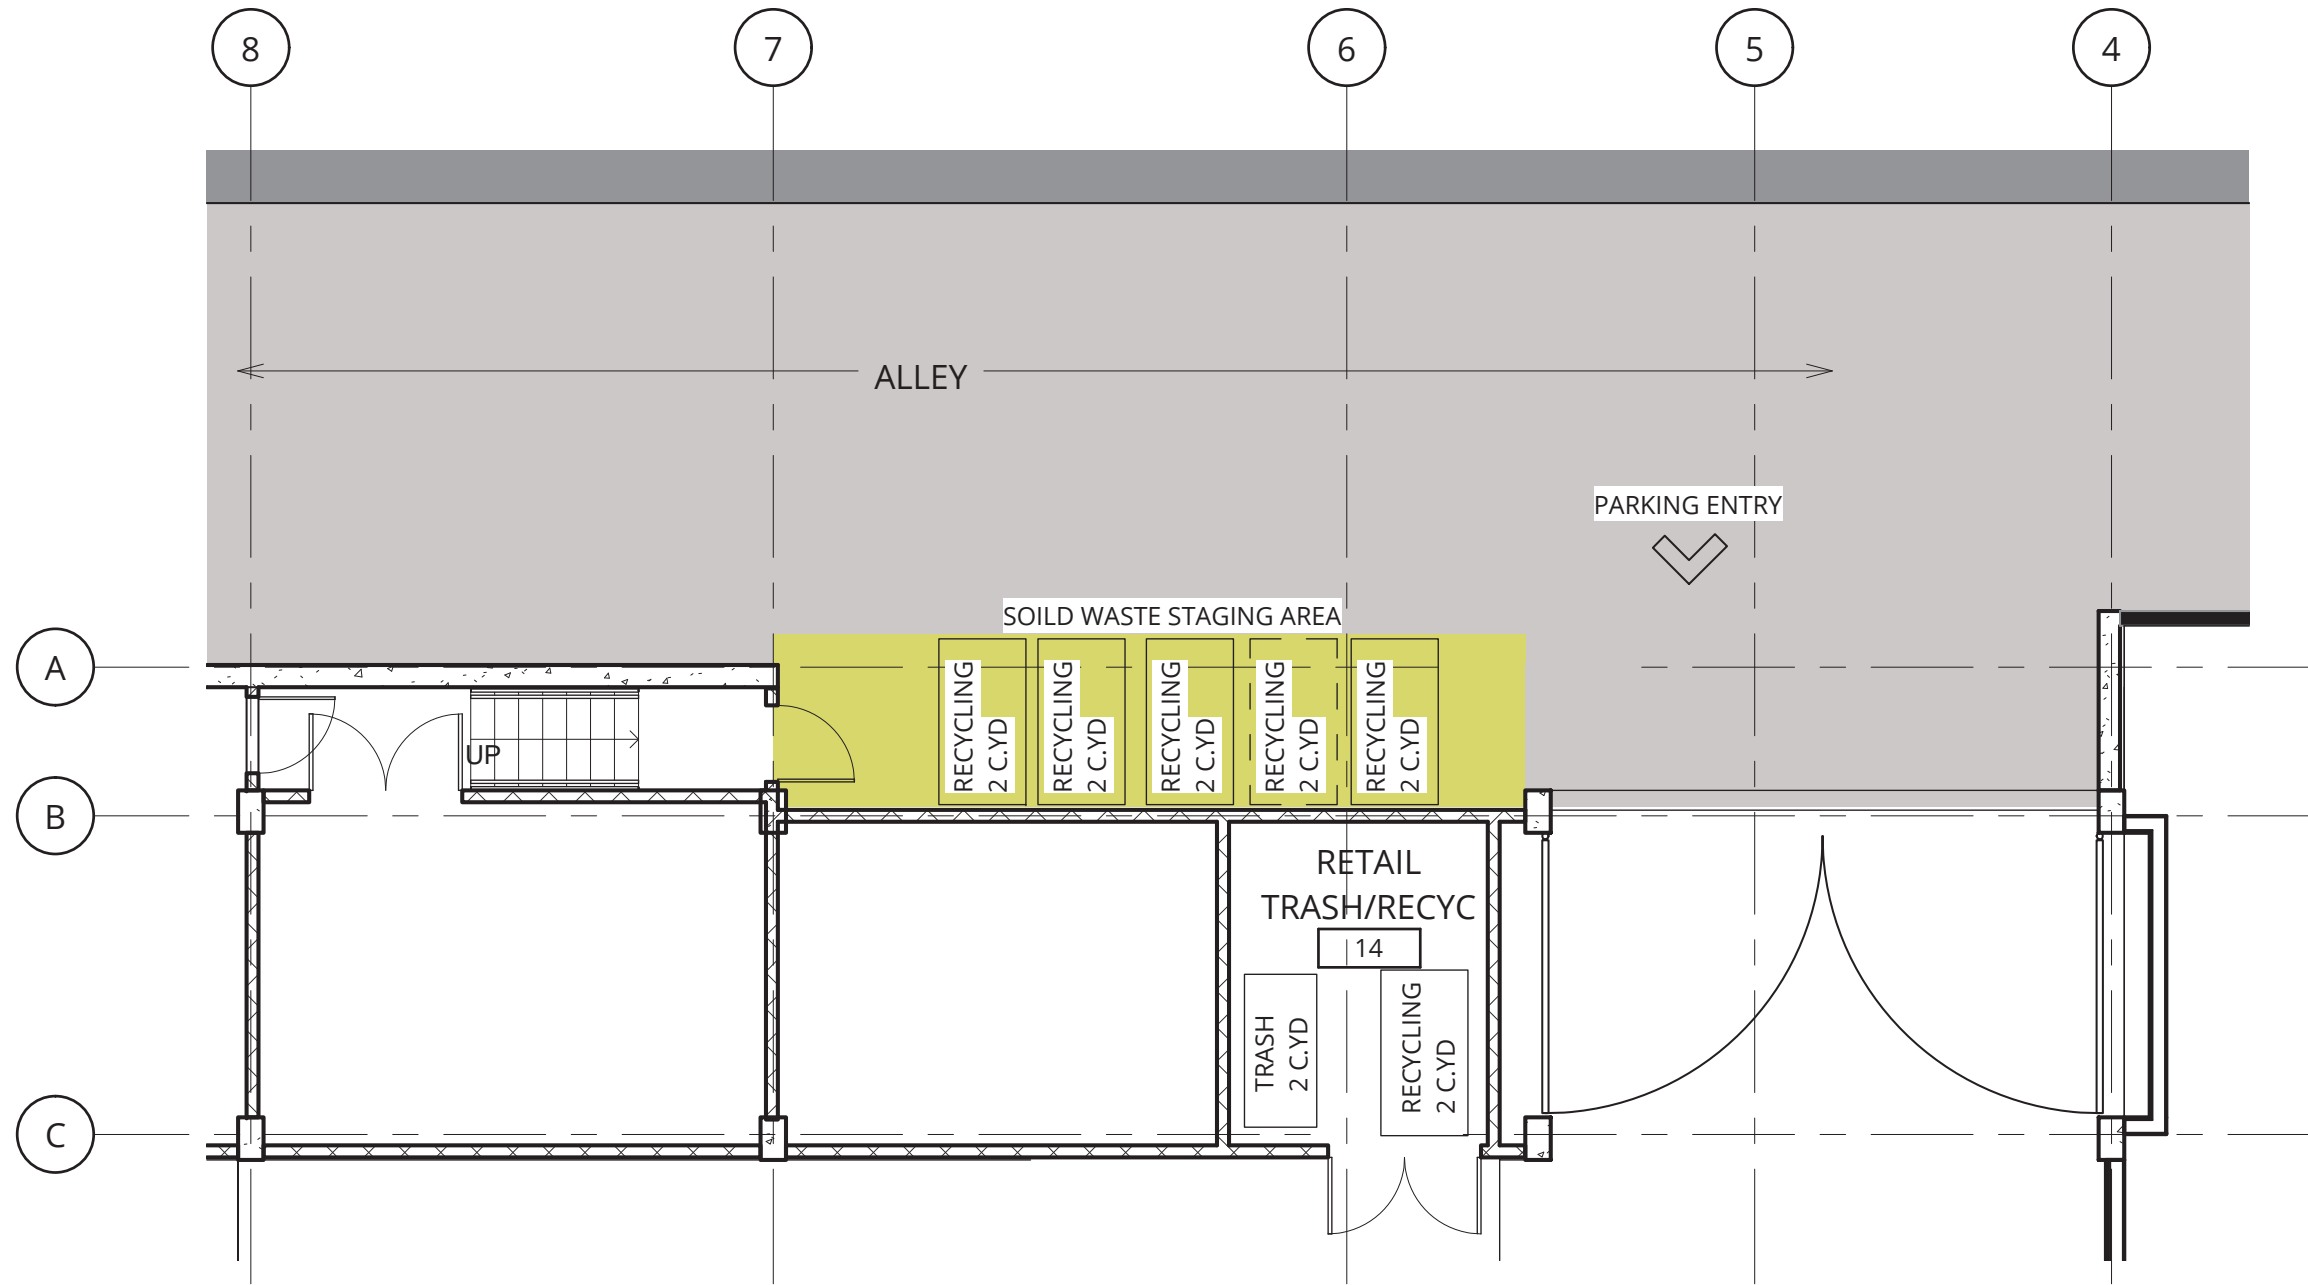 8
7
6
5
4
ALLEY
PARKING ENTRY
SOILD WASTE STAGING AREA
A
RECYCLING
2 C.YD
RECYCLING
2 C.YD
RECYCLING
2 C.YD
RECYCLING
2 C.YD
RECYCLING
2 C.YD
UP
B
RETAIL
TRASH/RECYC
14
TRASH
2 C.YD
RECYCLING
2 C.YD
C